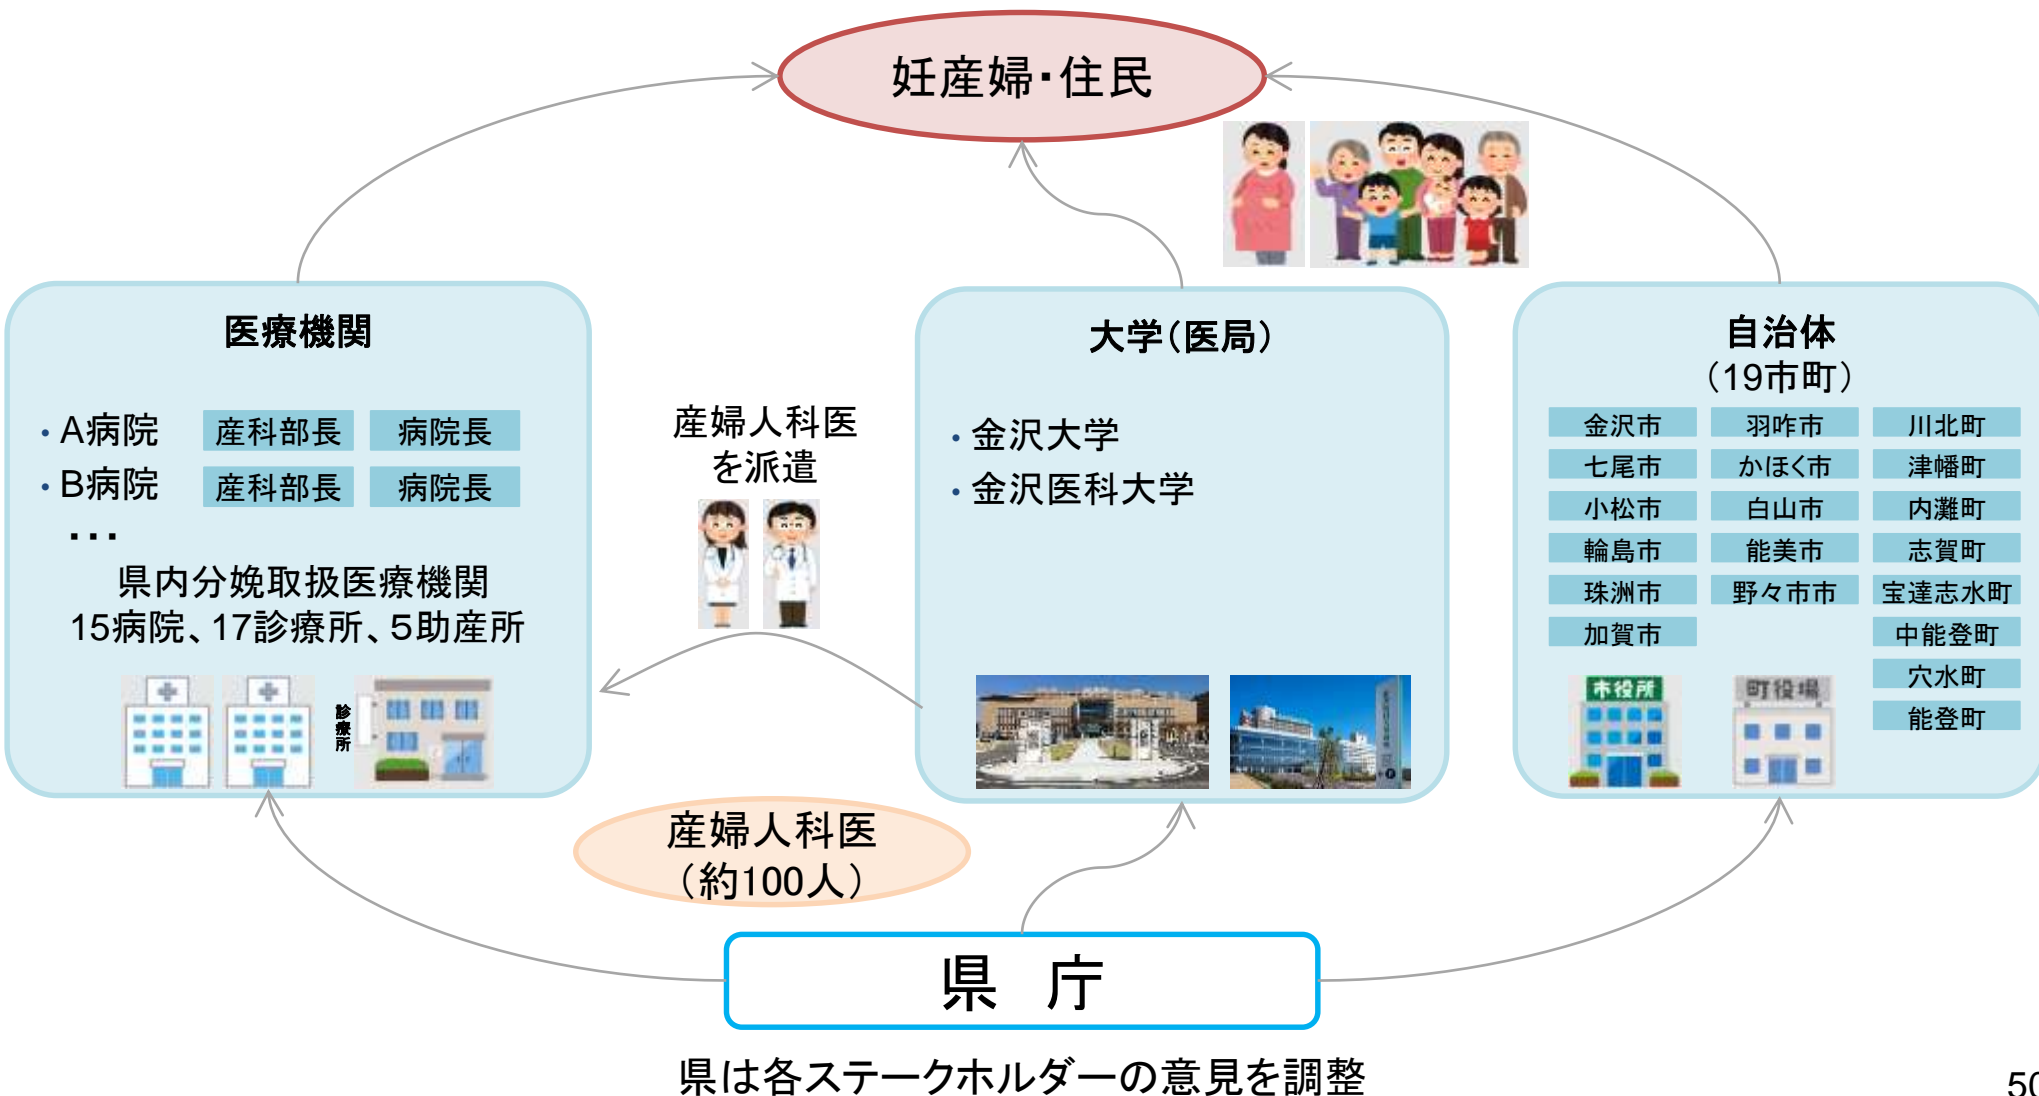 妊産婦・住民
医療機関
・A病院 産科部長 病院長
・B病院 産科部長 病院長
・・・
県内分娩取扱医療機関
15病院、17診療所、5助産所
診療所
産婦人科医
を派遣
大学（医局）
・金沢大学
・金沢医科大学
自治体
（19市町）
金沢市 羽咋市 川北町
七尾市 かほく市 津幡町
小松市 白山市 内灘町
輪島市 能美市 志賀町
珠洲市 野々市市 宝達志水町
加賀市 中能登町
穴水町
能登町
市役所 町役場
産婦人科医
（約100人）
県 庁
県は各ステークホルダーの意見を調整
50